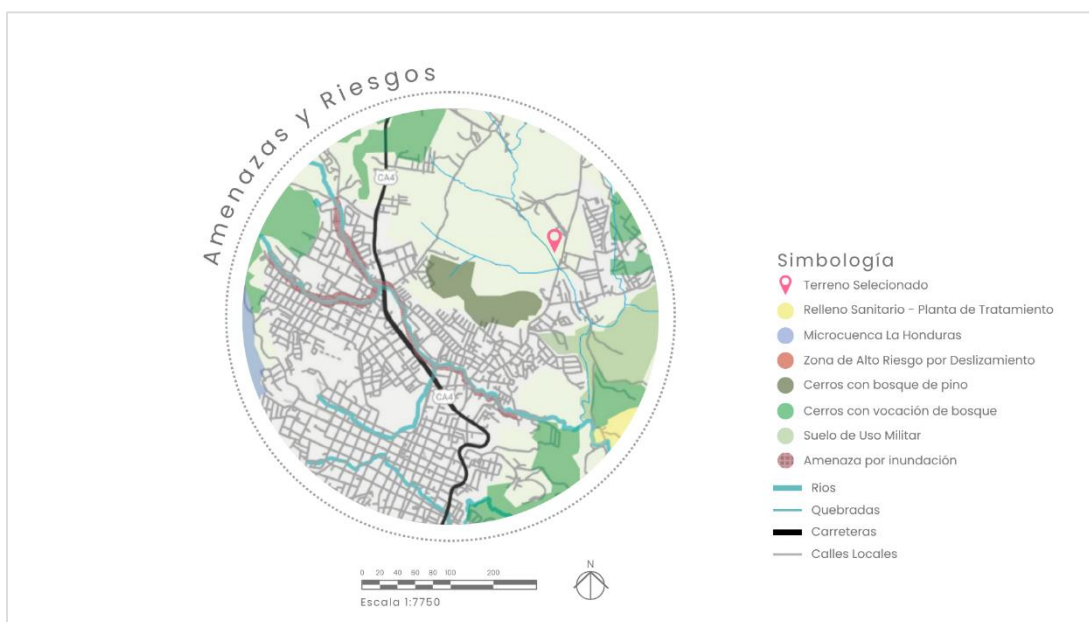 Amenazas y Riesgos
CA4
CA4
Simbología
Terreno Selecionado
Relleno Sanitario - Planta de Tratamiento
Microcuenca La Honduras
Zona de Alto Riesgo por Deslizamiento
Cerros con bosque de pino
Cerros con vocación de bosque
Suelo de Uso Militar
Amenaza por inundación
Rios
Quebradas
Carreteras
Calles Locales
0 20 40 60 80 100 200
Escala 1:7750
N